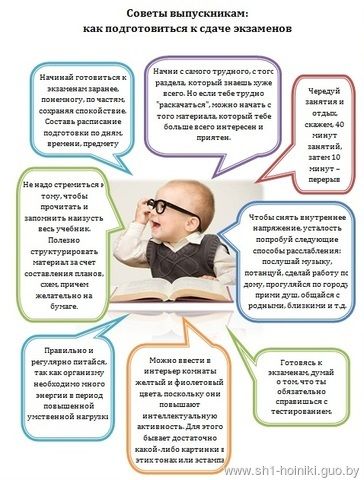 Советы выпускникам:
как подготовиться к сдаче экзаменов
Начинай готовиться к
экзаменам заранее,
понемногу, по частям,
сохраняя спокойствие.
Составь расписание
подготовки по дням,
времени, предмету
Начни с самого трудного, с того
раздела, который знаешь хуже
всего. Но если тебе трудно
"раскачаться", можно начать с
того материала, который тебе
больше всего интересен и
приятен.
Чередуй
занятия и
отдых,
скажем, 40
минут
занятий,
затем 10
минут –
перерыв
Не надо стремиться к
тому, чтобы
прочитать и
запомнить наизусть
весь учебник.
Полезно
структурировать
материал за счет
составления планов,
схем, причем
желательно на
бумаге.
Чтобы снять внутреннее
напряжение, усталость
попробуй следующие
способы расслабления:
послушай музыку,
потанцуй, сделай работу по
дому, прогуляйся по городу,
прими душ, общайся с
родными, близкими и т.д.
Правильно и
регулярно питайся,
так как организму
необходимо много
энергии в период
повышенной
умственной нагрузки
Можно ввести в
интерьер комнаты
желтый и фиолетовый
цвета, поскольку они
повышают
интеллектуальную
активность. Для этого
бывает достаточно
какой-либо картинки в
этих тонах или эстампа
Готовясь к
экзаменам, думай
о том, что ты
обязательно
справишься с
тестированием.
www.sh1-hoiniki.guo.by